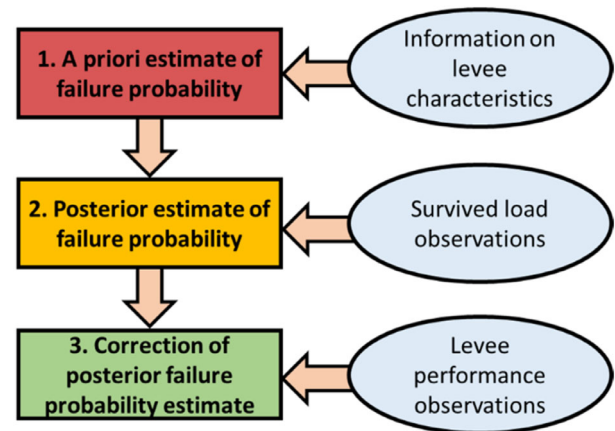 1. A priori estimate of
failure probability
Information on
levee
characteristics
2. Posterior estimate of
failure probability
Survived load
observations
3. Correction of
posterior failure
probability estimate
Levee
performance
observations